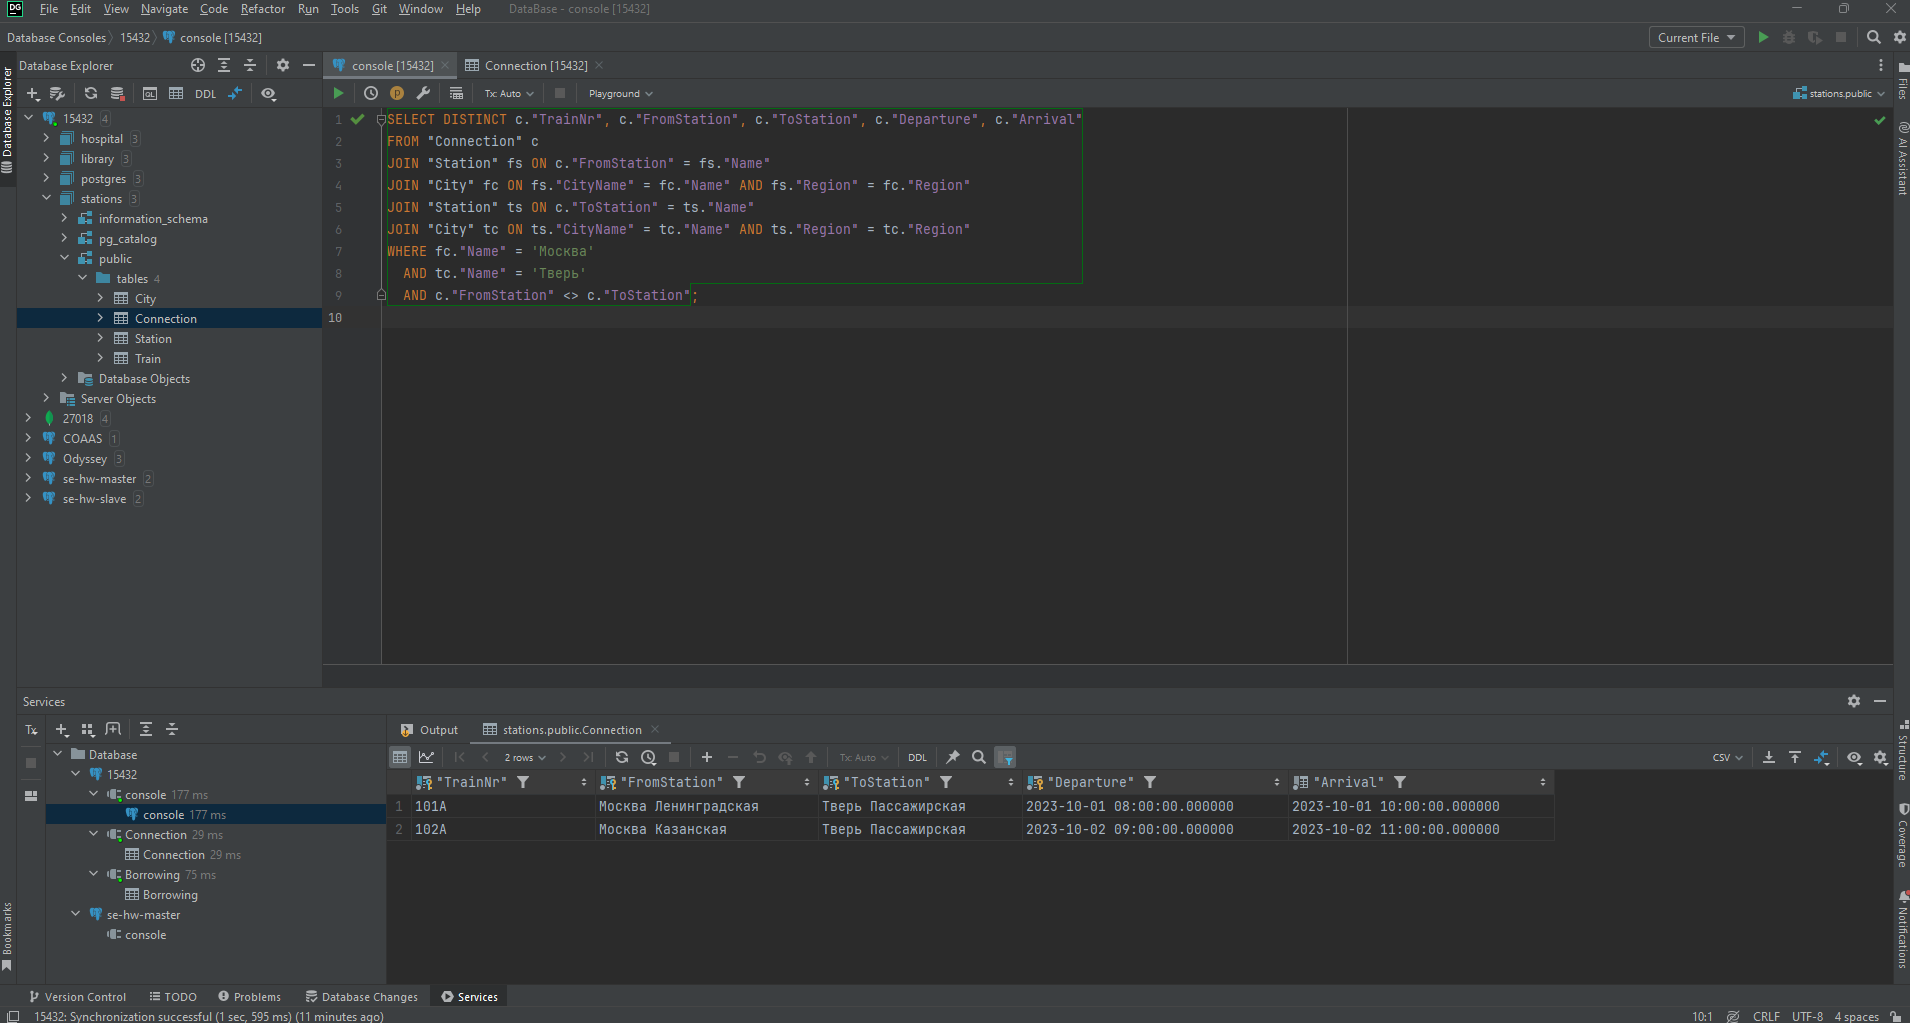 File Edit View Navigate Code Refactor Run Tools Git Window Help DataBase - console [15432]
Database Consoles 15432 console [15432] Current File
Database Explorer
console [15432] Connection [15432]
DDL
Tx: Auto Playground stations.public
15432 4
hospital 3
library 3
postgres 3
stations 3
information_schema
pg_catalog
public
tables 4
City
Connection
Station
Train
Database Objects
Server Objects
27018 4
COAAS 1
Odyssey 3
se-hw-master 2
se-hw-slave 2
1 SELECT DISTINCT c."TrainNr", c."FromStation", c."ToStation", c."Departure", c."Arrival"
2 FROM "Connection" c
3 JOIN "Station" fs ON c."FromStation" = fs."Name"
4 JOIN "City" fc ON fs."CityName" = fc."Name" AND fs."Region" = fc."Region"
5 JOIN "Station" ts ON c."ToStation" = ts."Name"
6 JOIN "City" tc ON ts."CityName" = tc."Name" AND ts."Region" = tc."Region"
7 WHERE fc."Name" = 'Москва'
8 AND tc."Name" = 'Тверь'
9 AND c."FromStation" <> c."ToStation";
10
Database Explorer
Bookmarks
Files
AI Assistant
Structure
Coverage
Notifications
Services
Tx
Database
15432
console 177 ms
console 177 ms
Connection 29 ms
Connection 29 ms
Borrowing 75 ms
Borrowing
se-hw-master
console
Output stations.public.Connection
2 rows Tx: Auto DDL CSV
"TrainNr" "FromStation" "ToStation" "Departure" "Arrival"
1 101A Москва Ленинградская Тверь Пассажирская 2023-10-01 08:00:00.000000 2023-10-01 10:00:00.000000
2 102A Москва Казанская Тверь Пассажирская 2023-10-02 09:00:00.000000 2023-10-02 11:00:00.000000
Version Control TODO Problems Database Changes Services
15432: Synchronization successful (1 sec, 595 ms) (11 minutes ago) 10:1 CRLF UTF-8 4 spaces